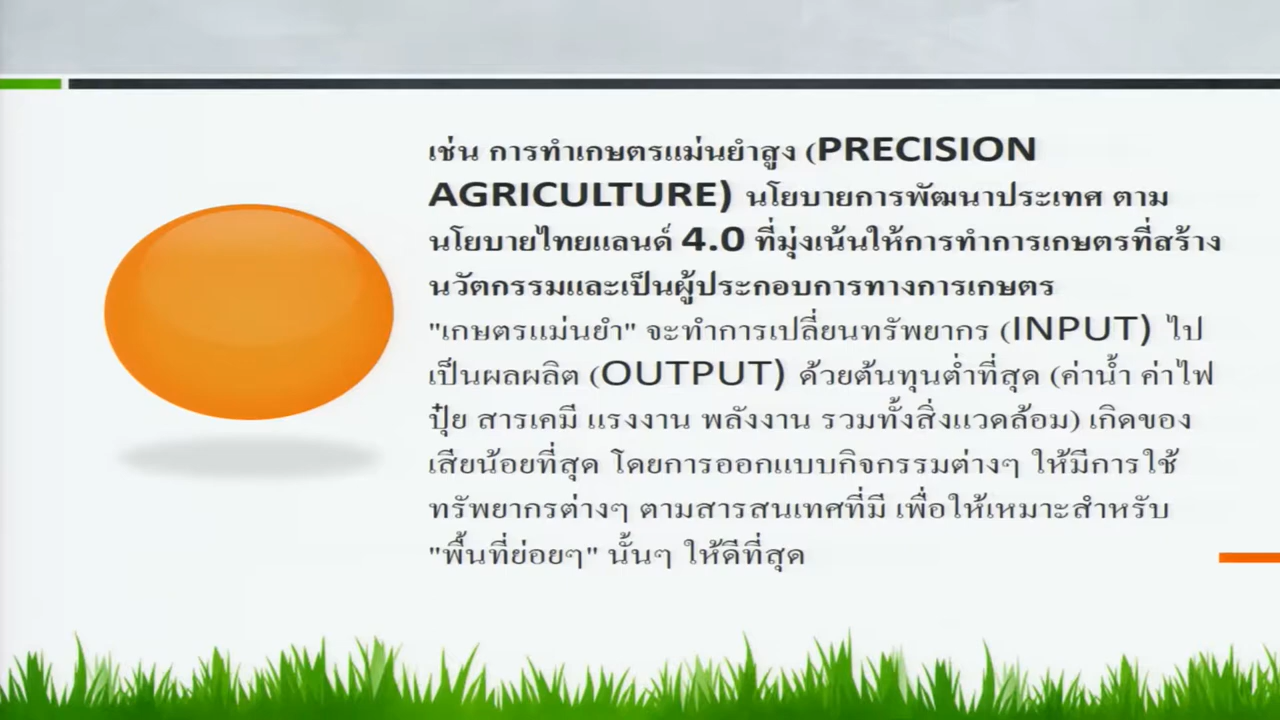 เช่น การทำเกษตรแม่นยำสูง (PRECISION
AGRICULTURE) นโยบายการพัฒนาประเทศ ตาม
นโยบายไทยแลนด์ 4.0 ที่มุ่งเน้นให้การทำการเกษตรที่สร้าง
นวัตกรรมและเป็นผู้ประกอบการทางการเกษตร
"เกษตรแม่นยำ" จะทำการเปลี่ยนทรัพยากร (INPUT) ไป
เป็นผลผลิต (OUTPUT) ด้วยต้นทุนต่ำที่สุด (ค่าน้ำ ค่าไฟ
ปุ๋ย สารเคมี แรงงาน พลังงาน รวมทั้งสิ่งแวดล้อม) เกิดของ
เสียน้อยที่สุด โดยการออกแบบกิจกรรมต่างๆ ให้มีการใช้
ทรัพยากรต่างๆ ตามสารสนเทศที่มี เพื่อให้เหมาะสำหรับ
"พื้นที่ย่อยๆ" นั้นๆ ให้ดีที่สุด